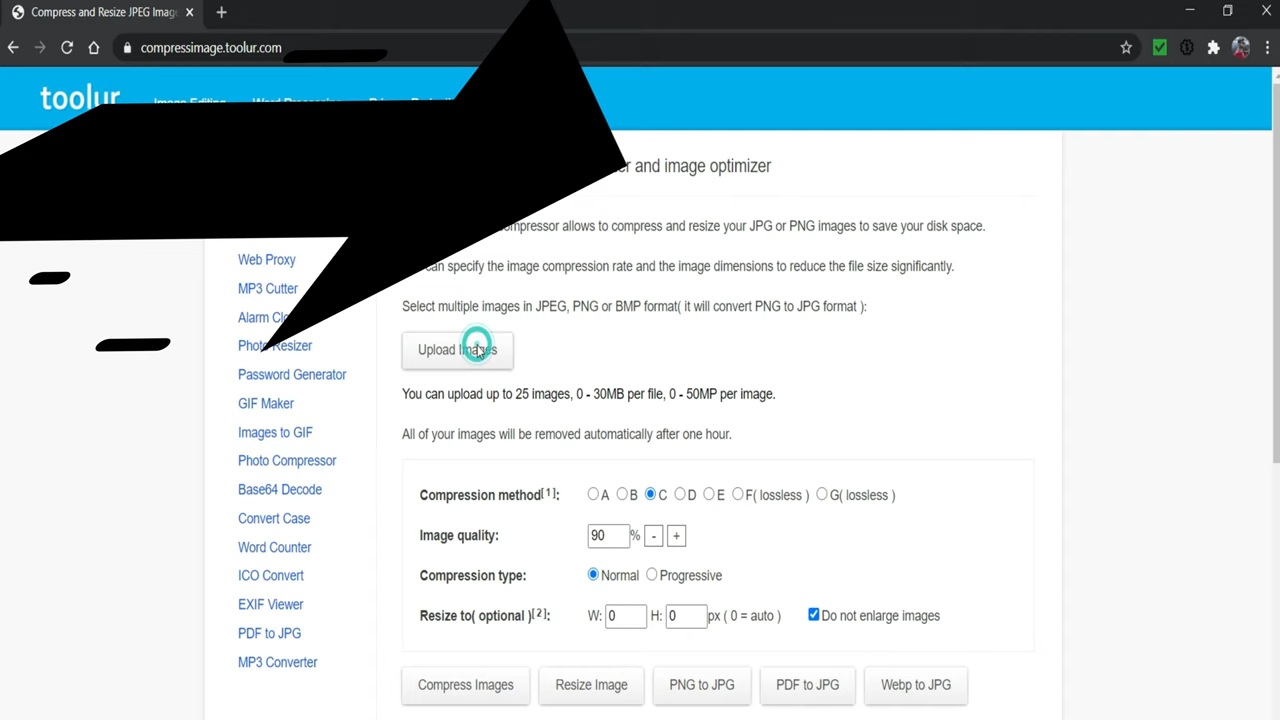 Compress and Resize JPEG Imag
compressimage.toolur.com
toolur
and image optimizer
allows to compress and resize your JPG or PNG images to save your disk space.
can specify the image compression rate and the image dimensions to reduce the file size significantly.
Select multiple images in JPEG, PNG or BMP format( it will convert PNG to JPG format ):
Upload Images
You can upload up to 25 images, 0 - 30MB per file, 0 - 50MP per image.
All of your images will be removed automatically after one hour.
Web Proxy
MP3 Cutter
Alarm
Photo Resizer
Password Generator
GIF Maker
Images to GIF
Photo Compressor
Base64 Decode
Convert Case
Word Counter
ICO Convert
EXIF Viewer
PDF to JPG
MP3 Converter
Compression method[1]: A B C D E F( lossless ) G( lossless )
Image quality: 90 % - +
Compression type: Normal Progressive
Resize to( optional )[2]: W: 0 H: 0 px ( 0 = auto ) Do not enlarge images
Compress Images Resize Image PNG to JPG PDF to JPG Webp to JPG